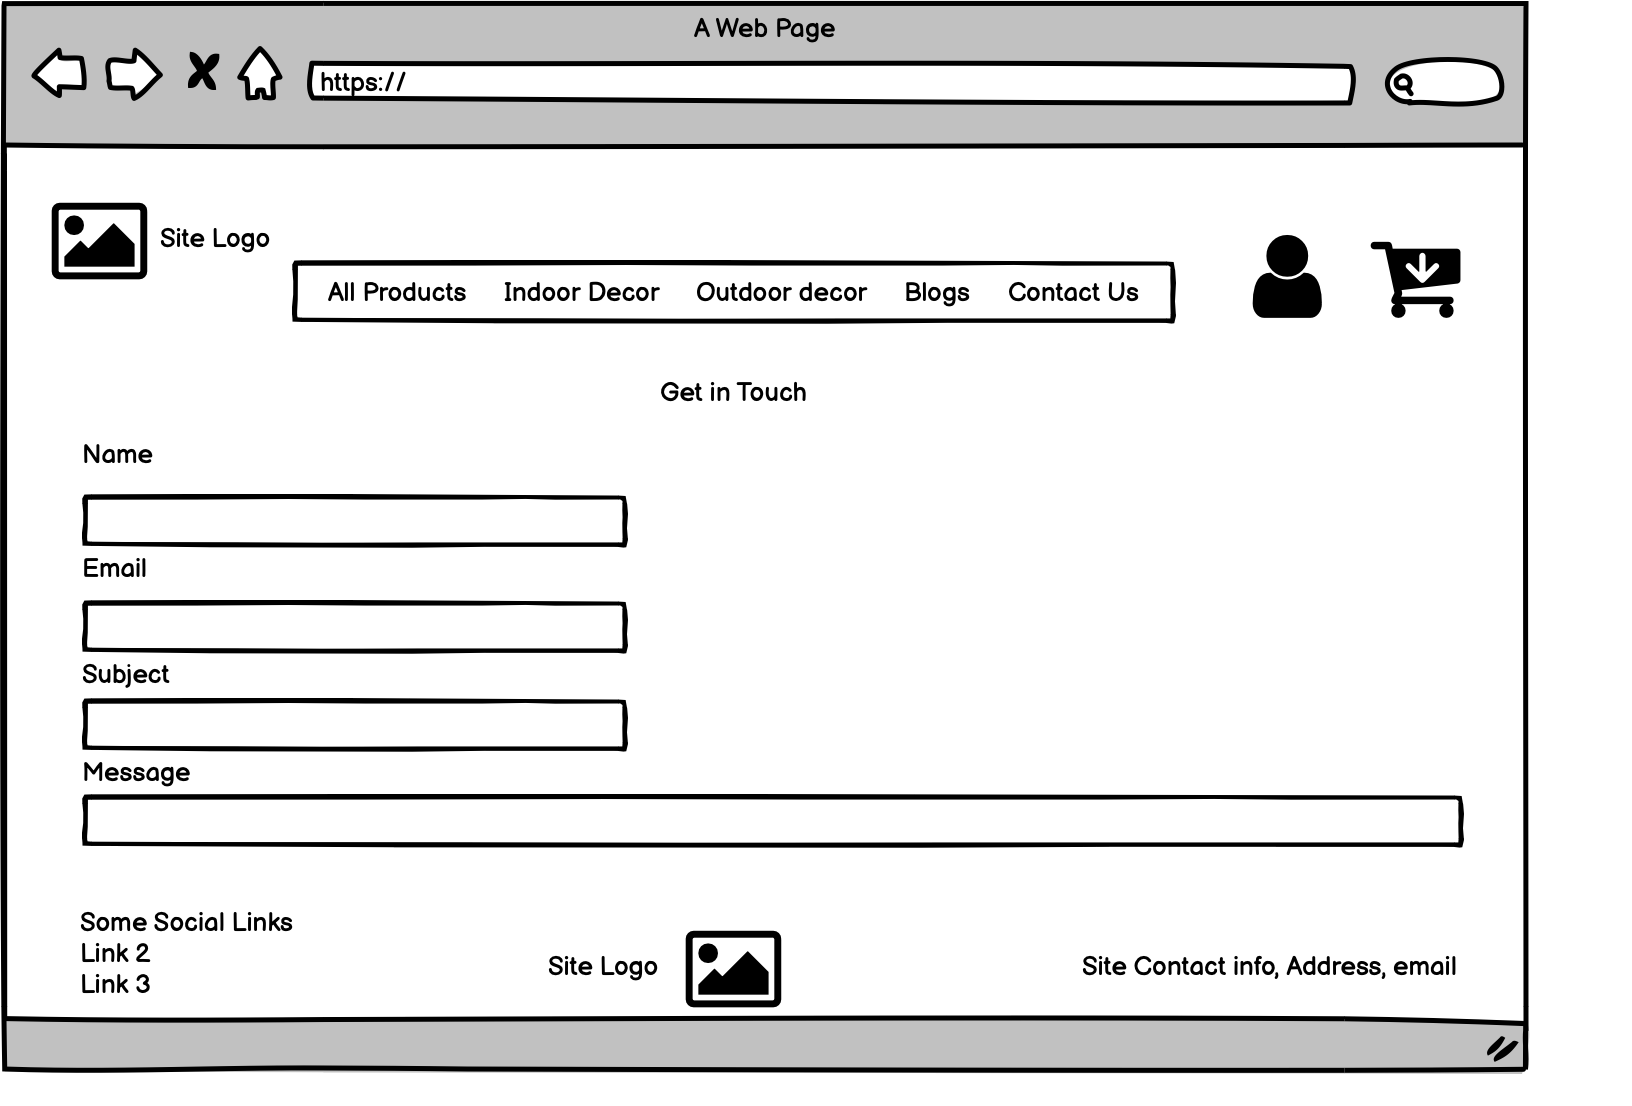 A Web Page
https://
Site Logo
All Products Indoor Decor Outdoor decor Blogs Contact Us
Get in Touch
Name
Email
Subject
Message
Some Social Links
Link 2
Link 3
Site Logo
Site Contact info, Address, email